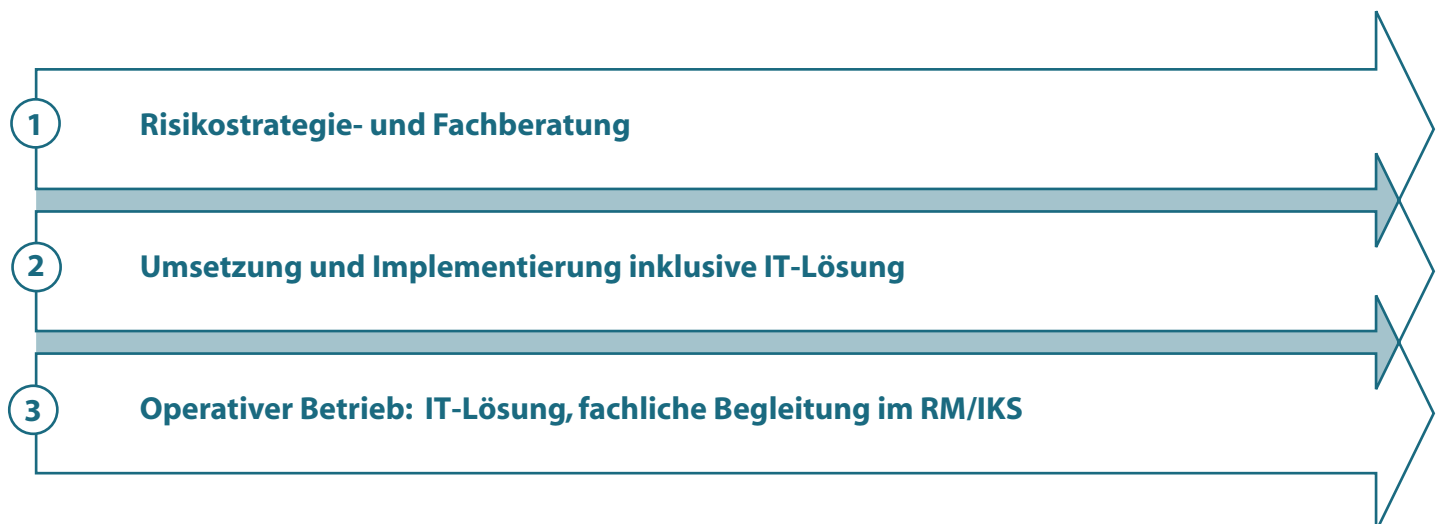 1 Risikostrategie- und Fachberatung
2 Umsetzung und Implementierung inklusive IT-Lösung
3 Operativer Betrieb: IT-Lösung, fachliche Begleitung im RM/IKS